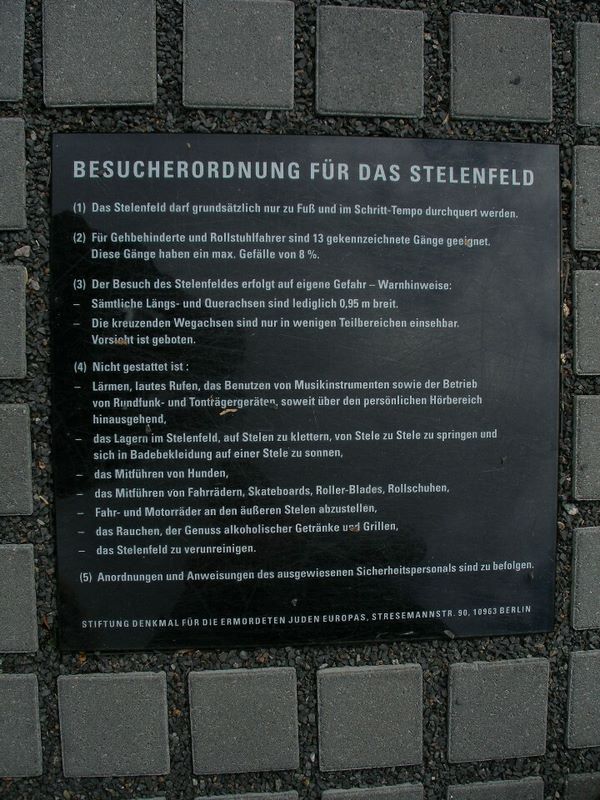 BESUCHERORDNUNG FÜR DAS STELENFELD
(1) Das Stelenfeld darf grundsätzlich nur zu Fuß und im Schritt-Tempo durchquert werden.
(2) Für Gehbehinderte und Rollstuhlfahrer sind 13 gekennzeichnete Gänge geeignet.
Diese Gänge haben ein max. Gefälle von 8 %.
(3) Der Besuch des Stelenfeldes erfolgt auf eigene Gefahr – Warnhinweise:
– Sämtliche Längs- und Querachsen sind lediglich 0,95 m breit.
– Die kreuzenden Wegachsen sind nur in wenigen Teilbereichen einsehbar.
Vorsicht ist geboten.
(4) Nicht gestattet ist :
– Lärmen, lautes Rufen, das Benutzen von Musikinstrumenten sowie der Betrieb
von Rundfunk- und Tonträgergeräten, soweit über den persönlichen Hörbereich
hinausgehend,
– das Lagern im Stelenfeld, auf Stelen zu klettern, von Stele zu Stele zu springen und
sich in Badebekleidung auf einer Stele zu sonnen,
– das Mitführen von Hunden,
– das Mitführen von Fahrrädern, Skateboards, Roller-Blades, Rollschuhen,
– Fahr- und Motorräder an den äußeren Stelen abzustellen,
– das Rauchen, der Genuss alkoholischer Getränke und Grillen,
– das Stelenfeld zu verunreinigen.
(5) Anordnungen und Anweisungen des ausgewiesenen Sicherheitspersonals sind zu befolgen.
STIFTUNG DENKMAL FÜR DIE ERMORDETEN JUDEN EUROPAS, STRESEMANNSTR. 90, 10963 BERLIN